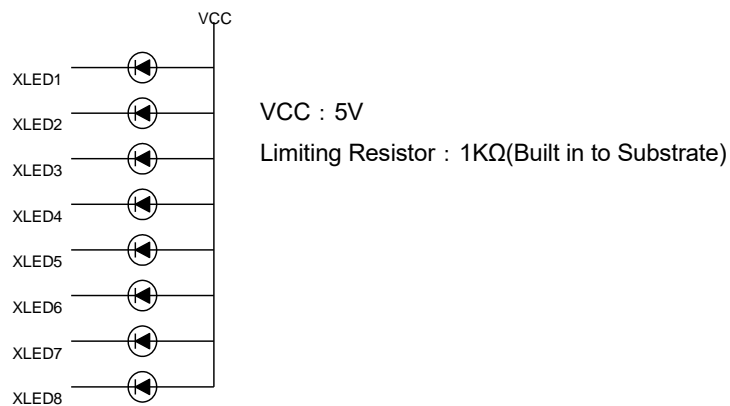 VCC
XLED1
XLED2
XLED3
XLED4
XLED5
XLED6
XLED7
XLED8
VCC：5V
Limiting Resistor：1KΩ(Built in to Substrate)